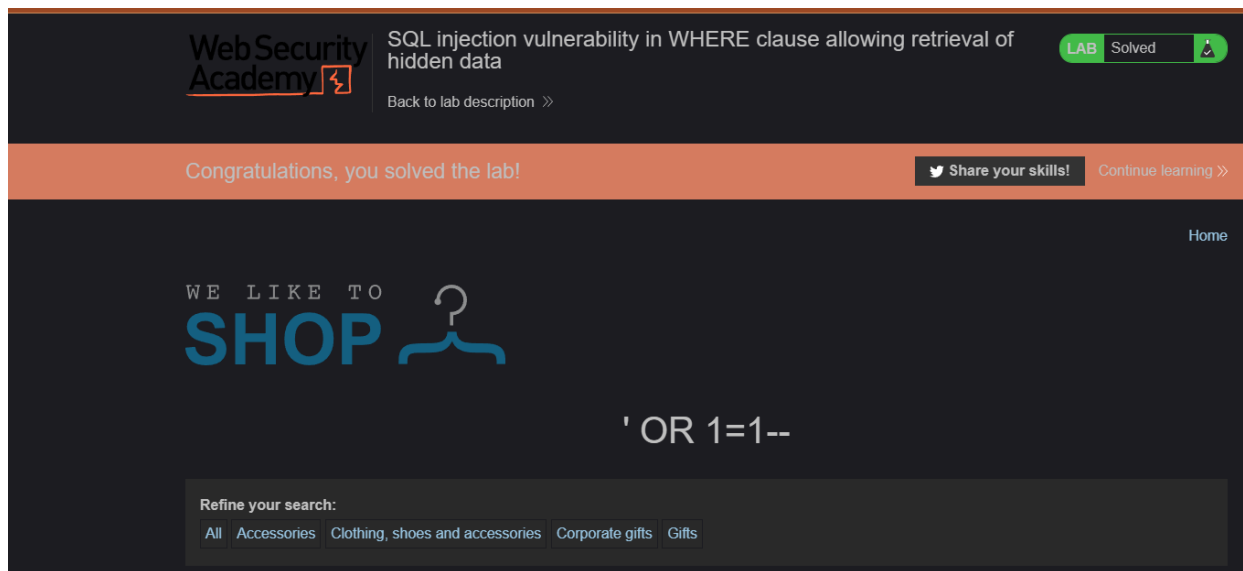 Web Security
Academy
SQL injection vulnerability in WHERE clause allowing retrieval of
hidden data
Back to lab description »
LAB Solved
Congratulations, you solved the lab!
Share your skills!
Continue learning »
Home
WE LIKE TO
SHOP
' OR 1=1--
Refine your search:
All Accessories Clothing, shoes and accessories Corporate gifts Gifts